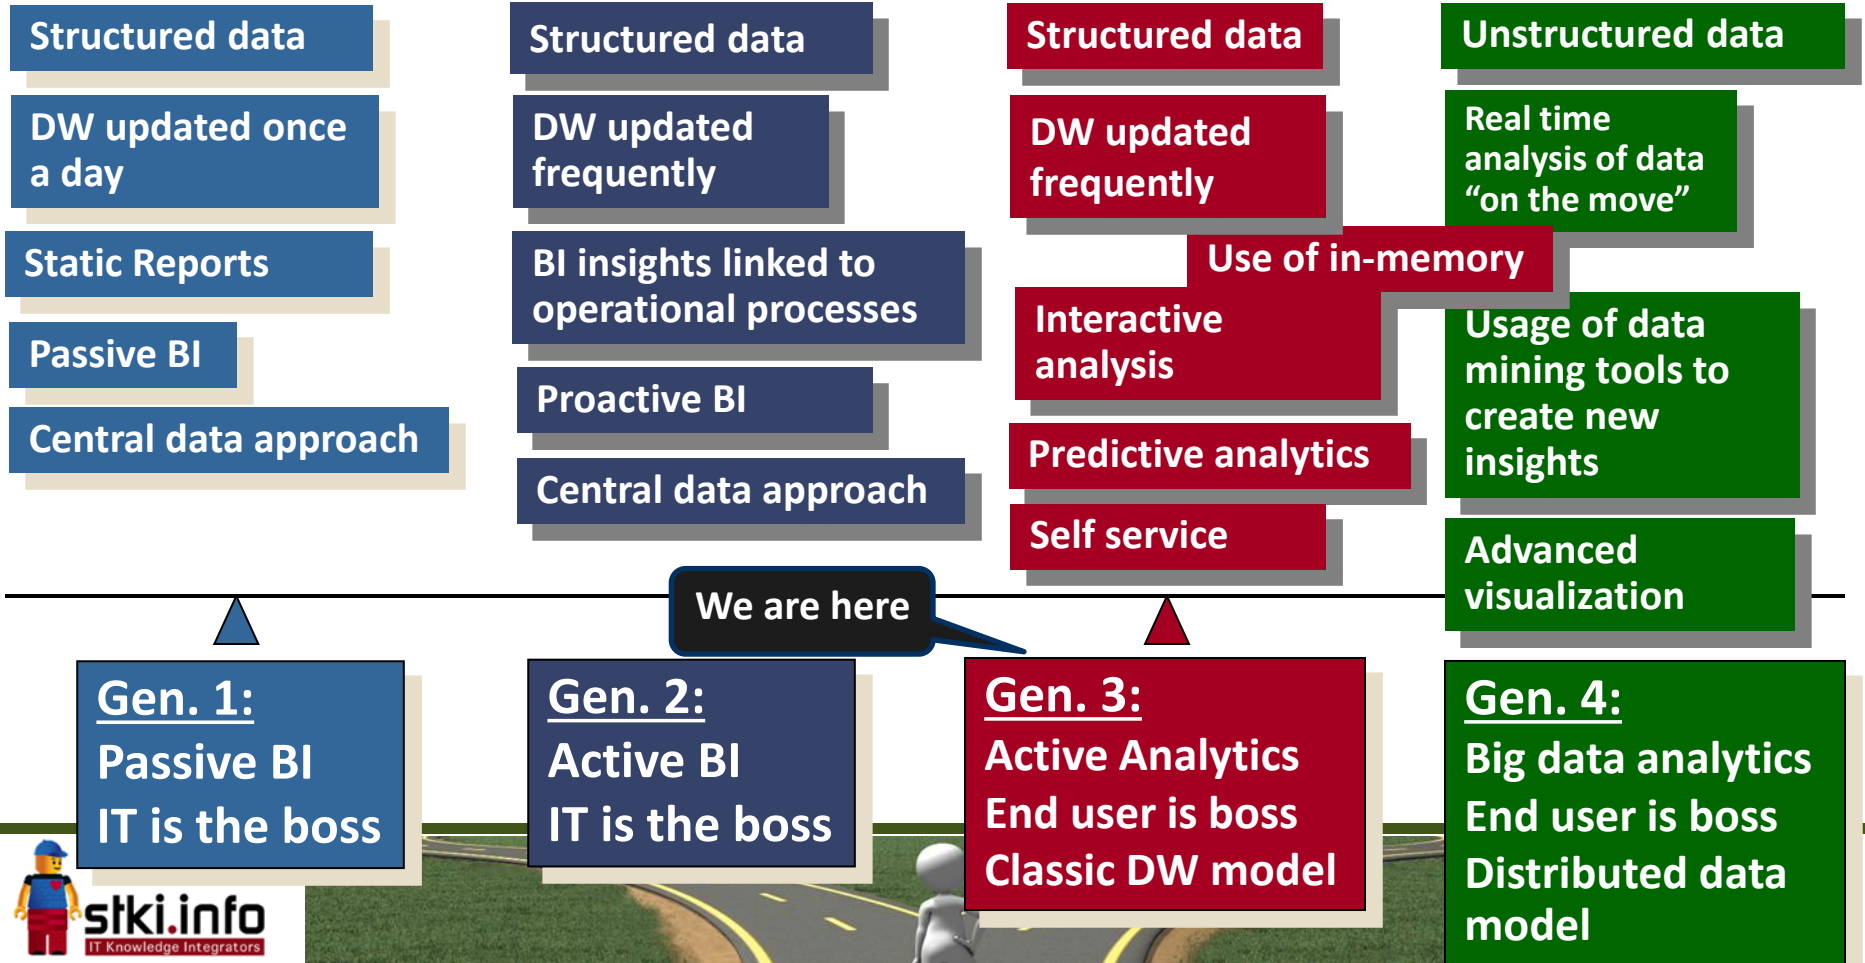 Structured data
DW updated once
a day
Static Reports
Passive BI
Central data approach
Structured data
DW updated
frequently
BI insights linked to
operational processes
Proactive BI
Central data approach
Structured data
DW updated
frequently
Use of in-memory
Interactive
analysis
Predictive analytics
Self service
Unstructured data
Real time
analysis of data
“on the move”
Usage of data
mining tools to
create new
insights
Advanced
visualization
We are here
Gen. 1:
Passive BI
IT is the boss
Gen. 2:
Active BI
IT is the boss
Gen. 3:
Active Analytics
End user is boss
Classic DW model
Gen. 4:
Big data analytics
End user is boss
Distributed data
model
stki.info
IT Knowledge Integrators